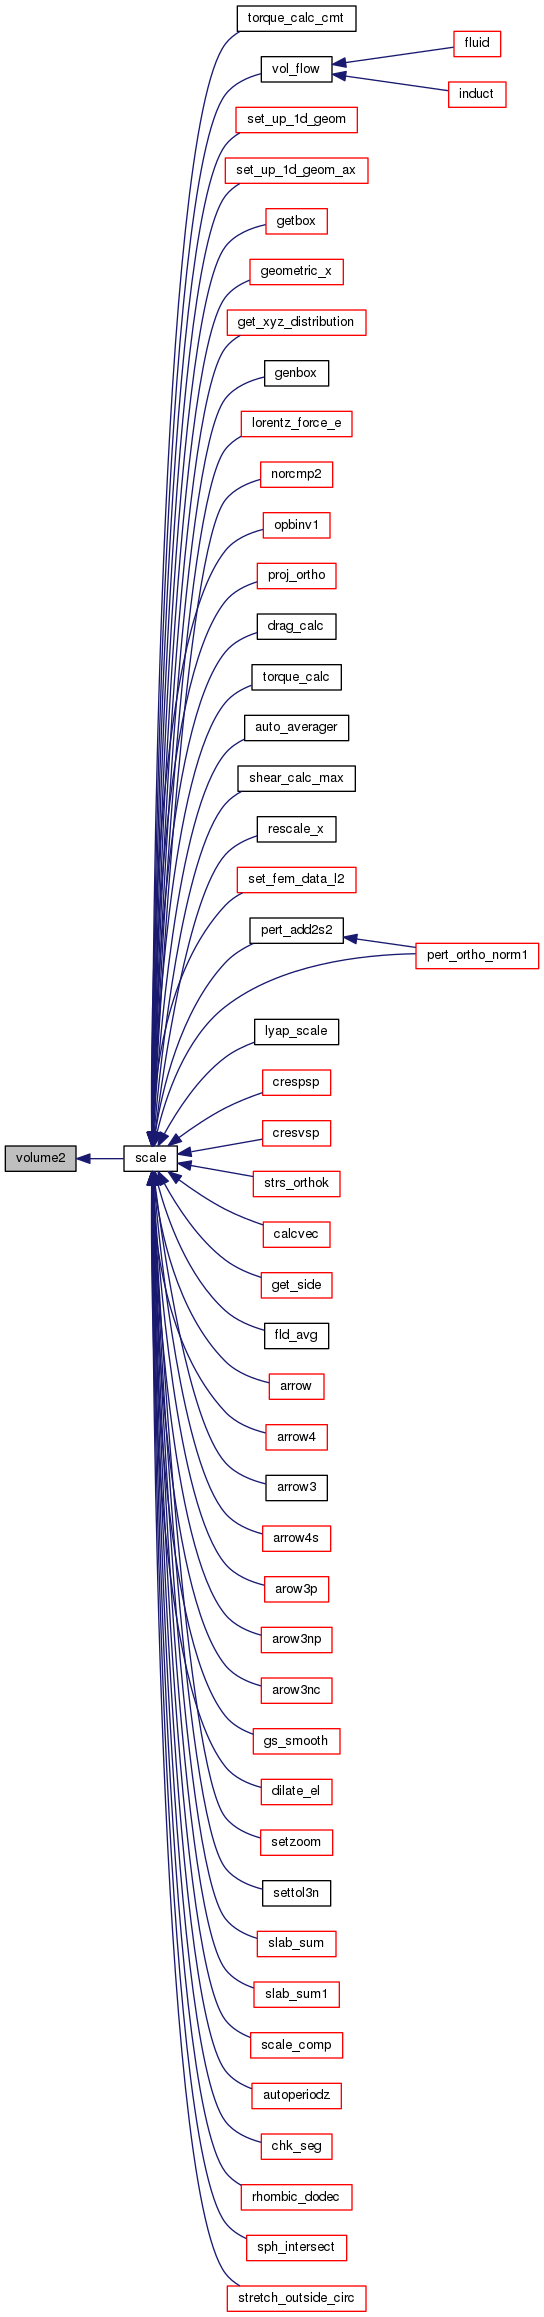 torque_calc_cmt
vol_flow
fluid
induct
set_up_1d_geom
set_up_1d_geom_ax
getbox
geometric_x
get_xyz_distribution
genbox
lorentz_force_e
norcmp2
opbinv1
proj_ortho
drag_calc
torque_calc
auto_averager
shear_calc_max
rescale_x
set_fem_data_l2
pert_add2s2
pert_ortho_norm1
lyap_scale
crespsp
cresvsp
volume2
scale
strs_orthok
calcvec
get_side
fld_avg
arrow
arrow4
arrow3
arrow4s
arow3p
arow3np
arow3nc
gs_smooth
dilate_el
setzoom
settol3n
slab_sum
slab_sum1
scale_comp
autoperiodz
chk_seg
rhombic_dodec
sph_intersect
stretch_outside_circ